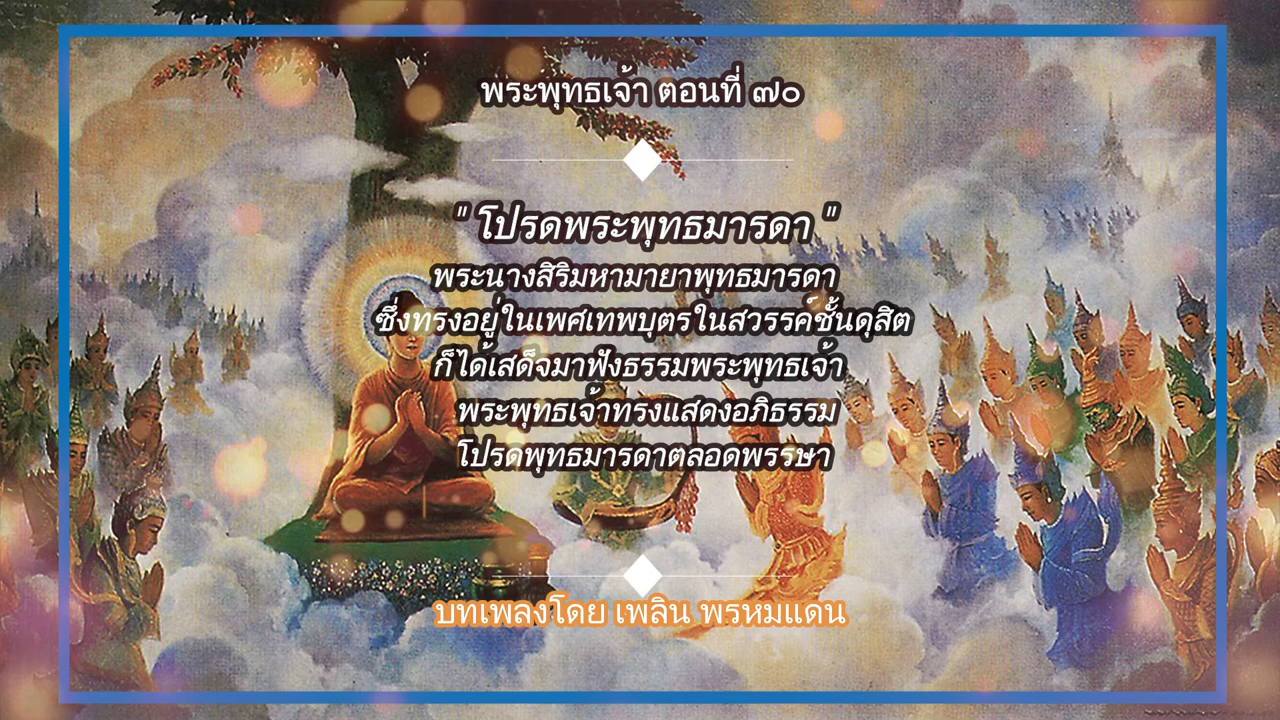 พระพุทธเจ้า ตอนที่ ๗๐
" โปรดพระพุทธมารดา "
พระนางสิริมหามายาพุทธมารดา
ซึ่งทรงอยู่ในเพศเทพบุตรในสวรรค์ชั้นดุสิต
ก็ได้เสด็จมาฟังธรรมพระพุทธเจ้า
พระพุทธเจ้าทรงแสดงอภิธรรม
โปรดพุทธมารดาตลอดพรรษา
บทเพลงโดย เพลิน พรหมแดน